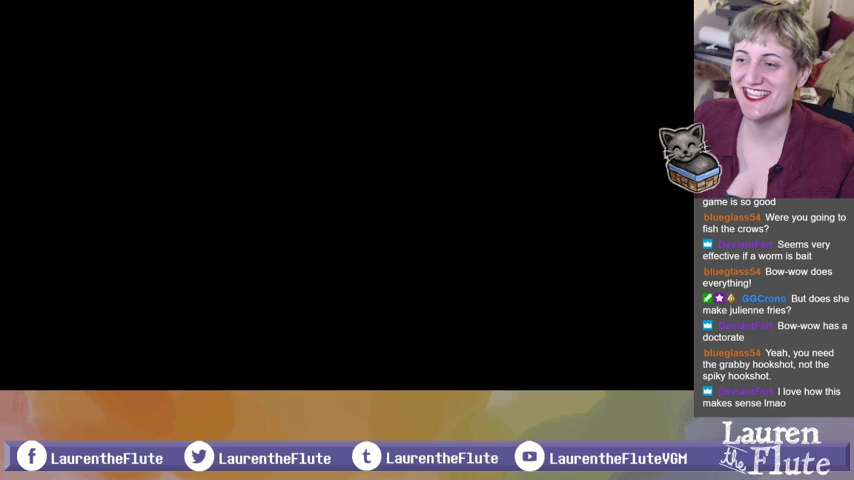 game is so good
blueglass54 Were you going to
fish the crows?
DeviantFart Seems very
effective if a worm is bait
blueglass54 Bow-wow does
everything!
GGCrono But does she
make julienne fries?
DeviantFart Bow-wow has a
doctorate
blueglass54 Yeah, you need
the grabby hookshot, not the
spiky hookshot.
DeviantFart I love how this
makes sense lmao
Lauren
the Flute
f LaurentheFlute
LaurentheFlute
t LaurentheFlute
LaurentheFluteVGM